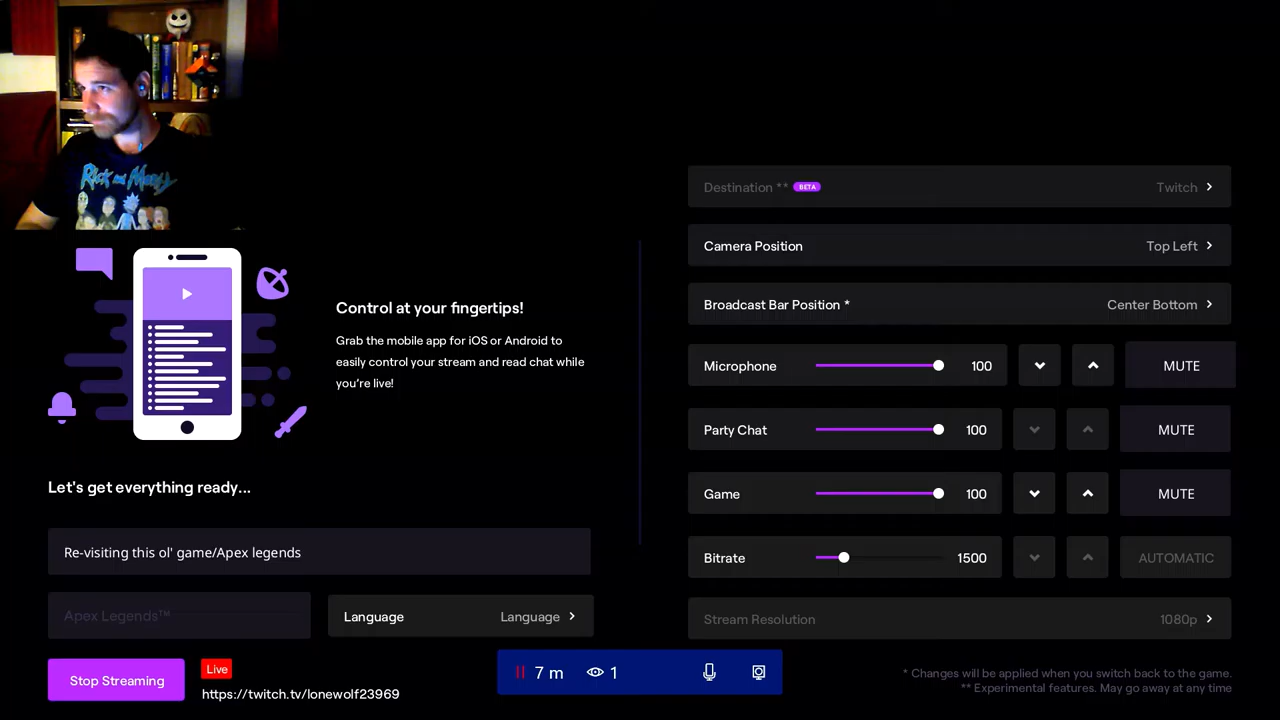 Rick and Morty
Destination ** BETA Twitch
Camera Position Top Left
Broadcast Bar Position * Center Bottom
Microphone 100 MUTE
Party Chat 100 MUTE
Game 100 MUTE
Bitrate 1500 AUTOMATIC
Stream Resolution 1080p
Control at your fingertips!
Grab the mobile app for iOS or Android to
easily control your stream and read chat while
you're live!
Let's get everything ready...
Re-visiting this ol' game/Apex legends
Apex Legends™
Language Language
Stop Streaming
Live
https://twitch.tv/lonewolf23969
7 m 1
* Changes will be applied when you switch back to the game.
** Experimental features. May go away at any time